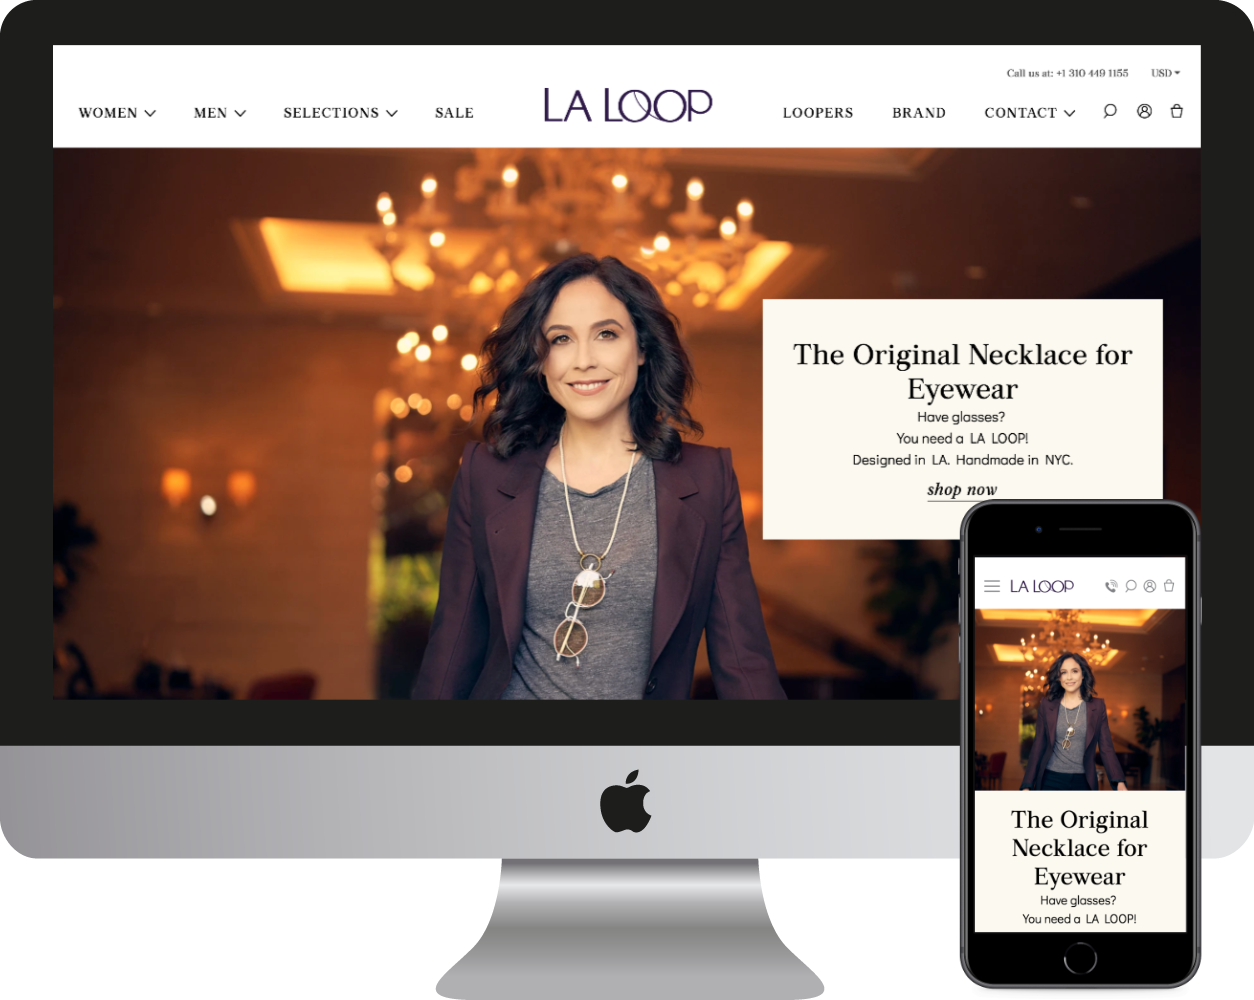 Call us at: +1 310 449 1155 USD
WOMEN MEN SELECTIONS SALE LA LOOP LOOPERS BRAND CONTACT
The Original Necklace for
Eyewear
Have glasses?
You need a LA LOOP!
Designed in LA. Handmade in NYC.
shop now
LA LOOP
The Original
Necklace for
Eyewear
Have glasses?
You need a LA LOOP!